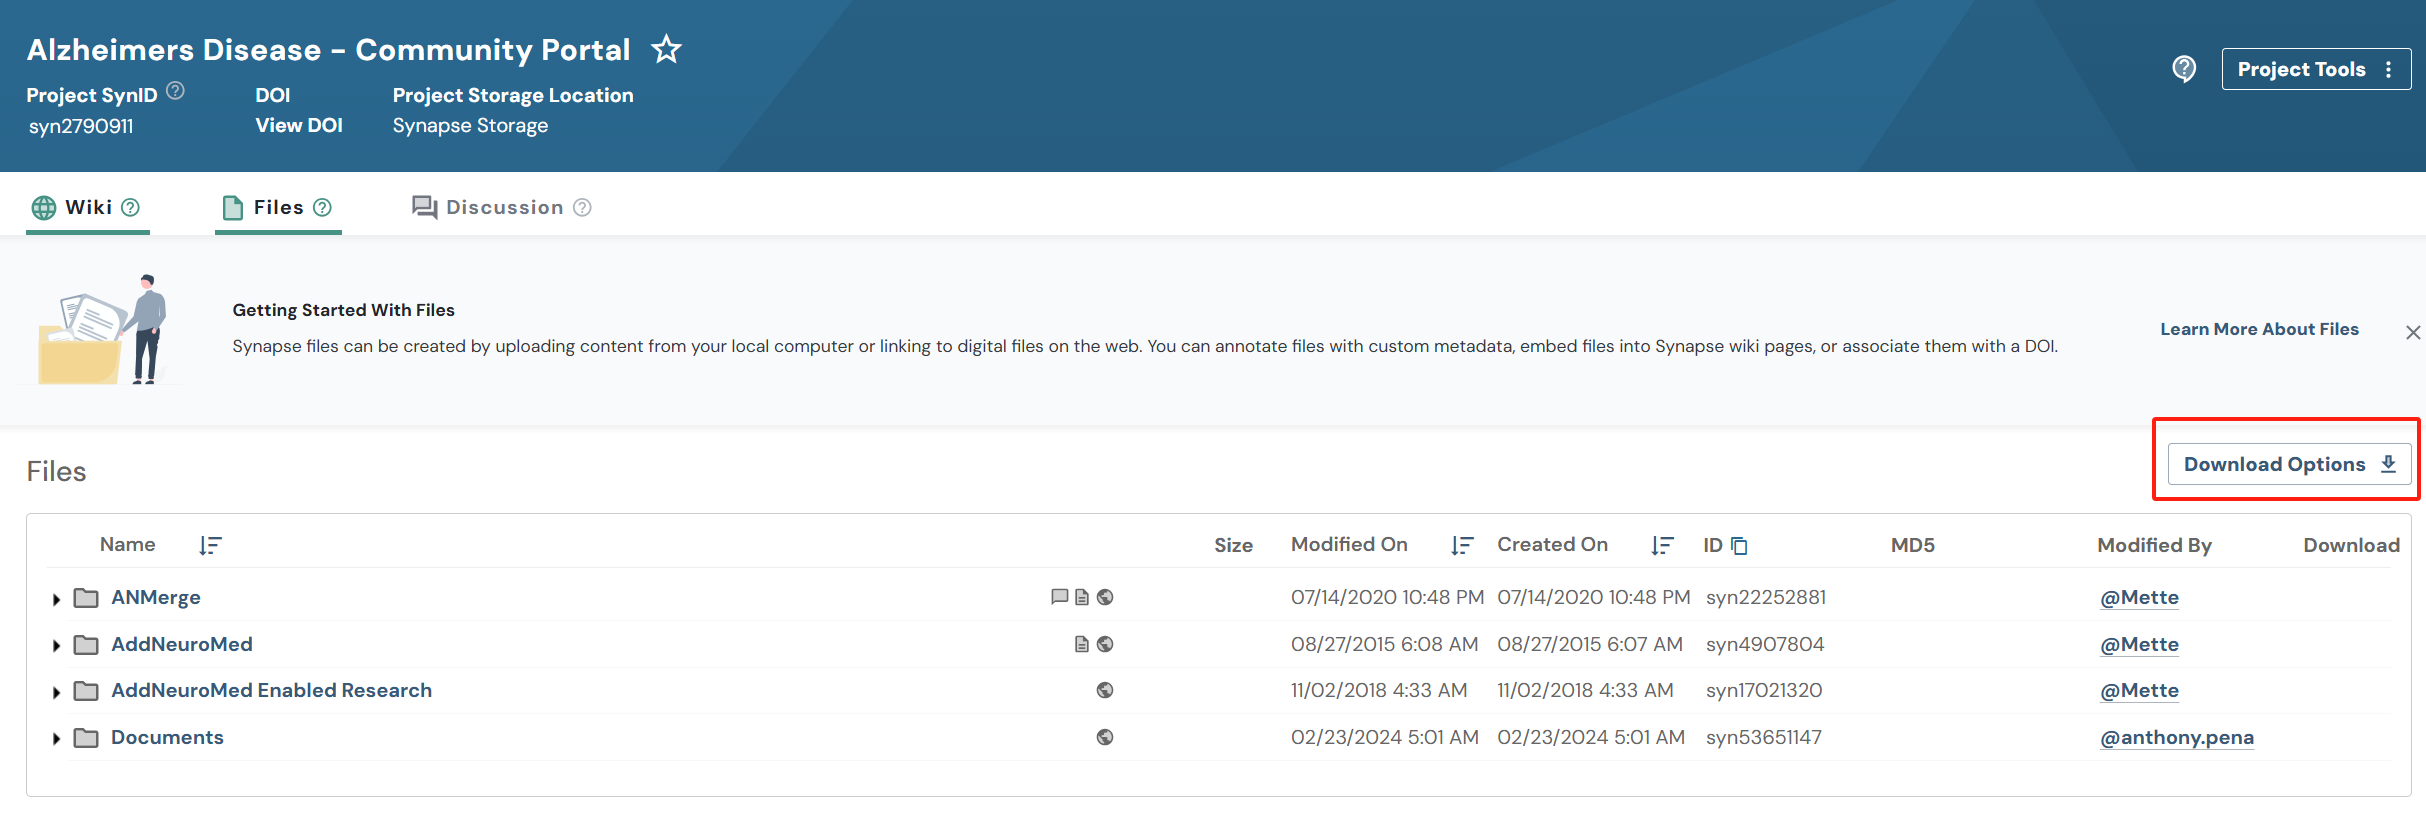 Alzheimers Disease - Community Portal
Project SynID
DOI
Project Storage Location
syn2790911
View DOI
Synapse Storage
Project Tools
Wiki
Files
Discussion
Getting Started With Files
Synapse files can be created by uploading content from your local computer or linking to digital files on the web. You can annotate files with custom metadata, embed files into Synapse wiki pages, or associate them with a DOI.
Learn More About Files
Files
Download Options
Name Size Modified On Created On ID MD5 Modified By Download
ANMerge 07/14/2020 10:48 PM 07/14/2020 10:48 PM syn22252881 @Mette
AddNeuroMed 08/27/2015 6:08 AM 08/27/2015 6:07 AM syn4907804 @Mette
AddNeuroMed Enabled Research 11/02/2018 4:33 AM 11/02/2018 4:33 AM syn17021320 @Mette
Documents 02/23/2024 5:01 AM 02/23/2024 5:01 AM syn53651147 @anthony.pena